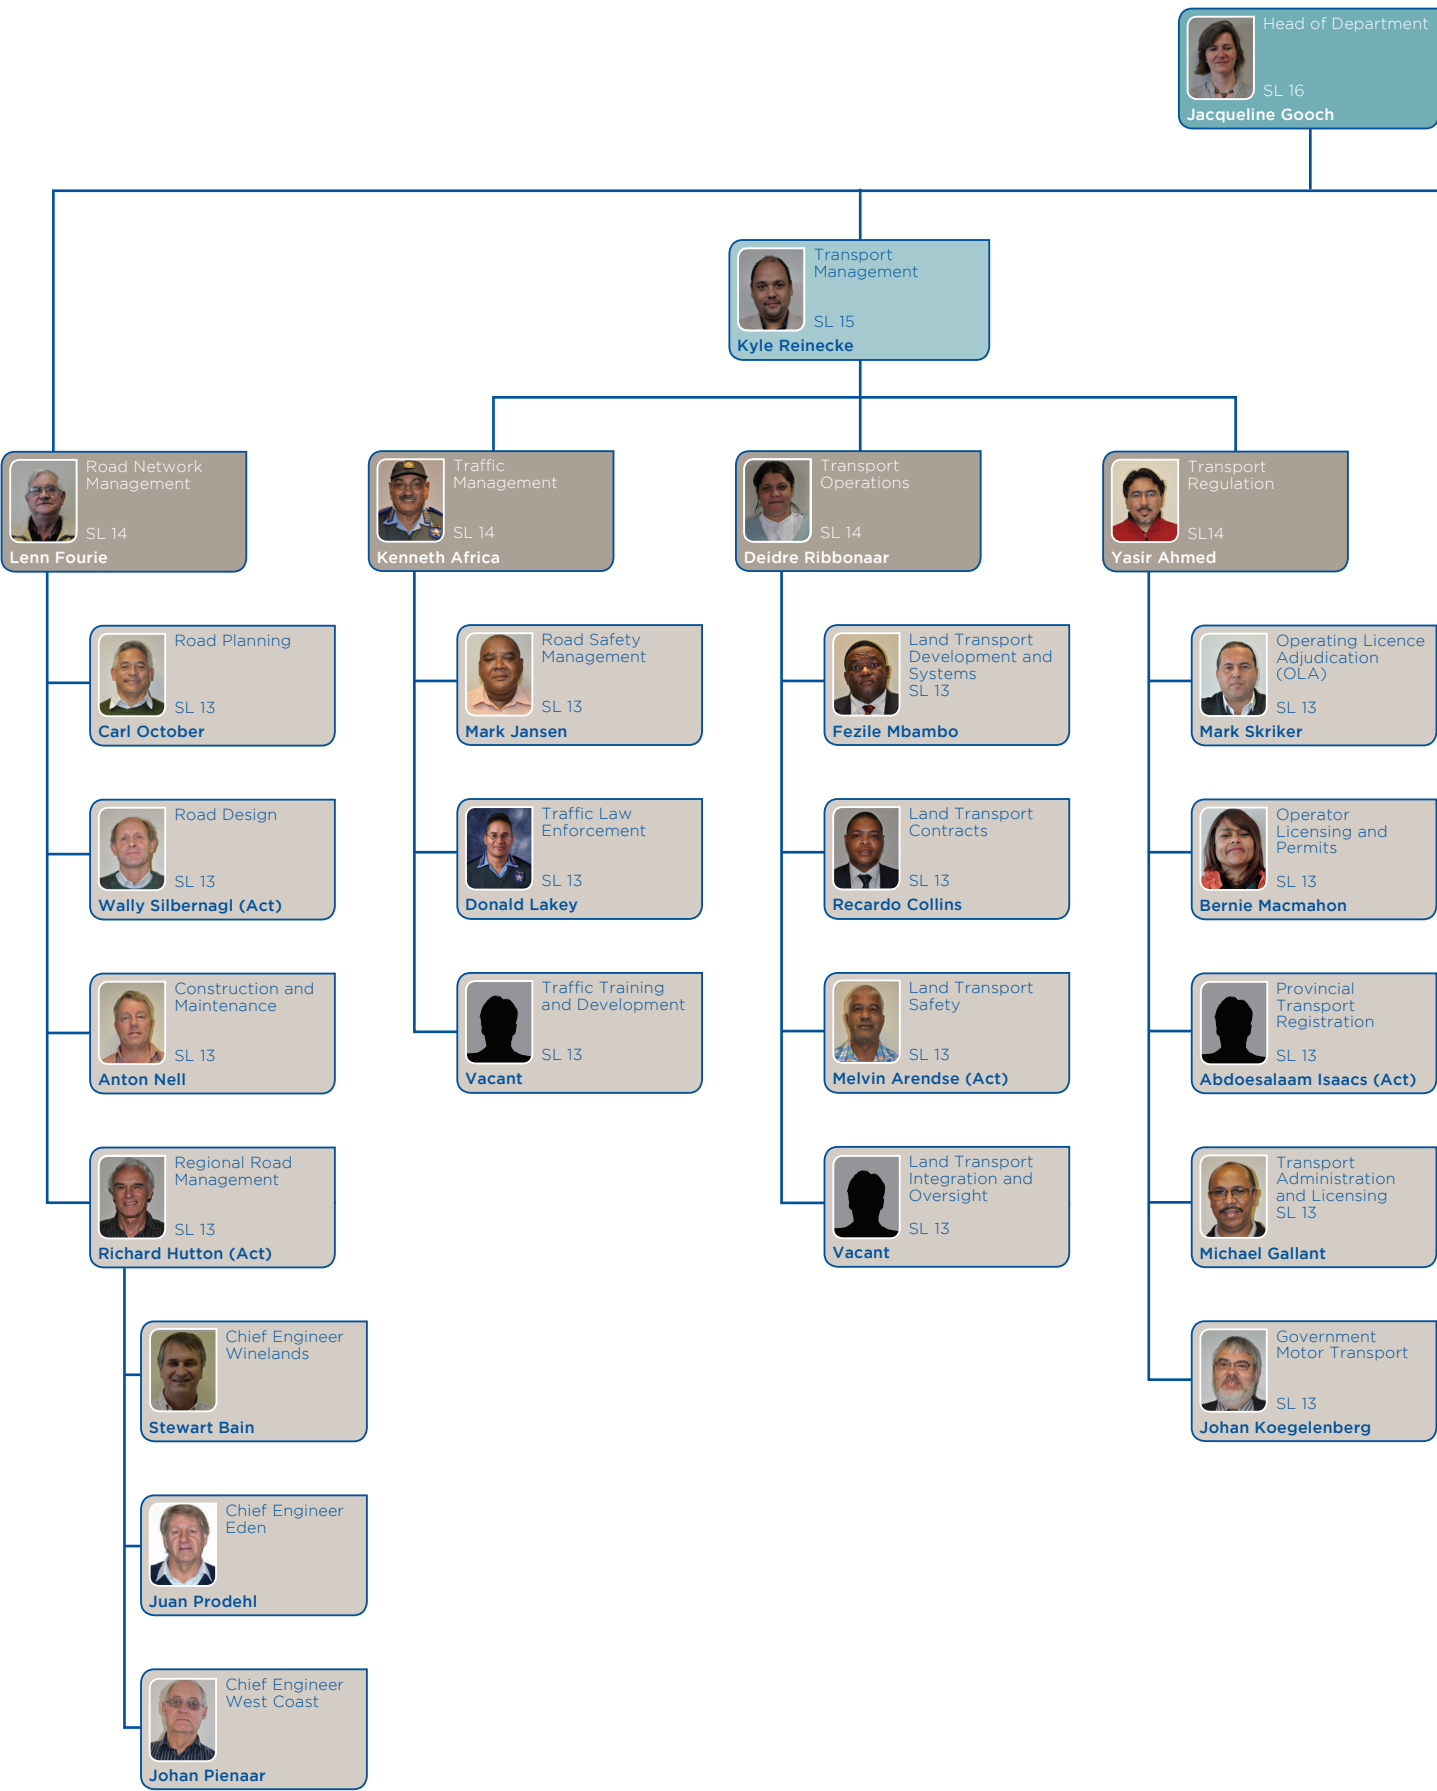 Head of Department
SL 16
Jacqueline Gooch
Transport
Management
SL 15
Kyle Reinecke
Road Network
Management
SL 14
Lenn Fourie
Traffic
Management
SL 14
Kenneth Africa
Transport
Operations
SL 14
Deidre Ribbonaar
Transport
Regulation
SL14
Yasir Ahmed
Road Planning
SL 13
Carl October
Road Design
SL 13
Wally Silbernagl (Act)
Construction and
Maintenance
SL 13
Anton Nell
Regional Road
Management
SL 13
Richard Hutton (Act)
Chief Engineer
Winelands
Stewart Bain
Chief Engineer
Eden
Juan Prodehl
Chief Engineer
West Coast
Johan Pienaar
Road Safety
Management
SL 13
Mark Jansen
Traffic Law
Enforcement
SL 13
Donald Lakey
Traffic Training
and Development
SL 13
Vacant
Land Transport
Development and
Systems
SL 13
Fezile Mbambo
Land Transport
Contracts
SL 13
Recardo Collins
Land Transport
Safety
SL 13
Melvin Arendse (Act)
Land Transport
Integration and
Oversight
SL 13
Vacant
Operating Licence
Adjudication
(OLA)
SL 13
Mark Skriker
Operator
Licensing and
Permits
SL 13
Bernie Macmahon
Provincial
Transport
Registration
SL 13
Abdoesalaam Isaacs (Act)
Transport
Administration
and Licensing
SL 13
Michael Gallant
Government
Motor Transport
SL 13
Johan Koegelenberg